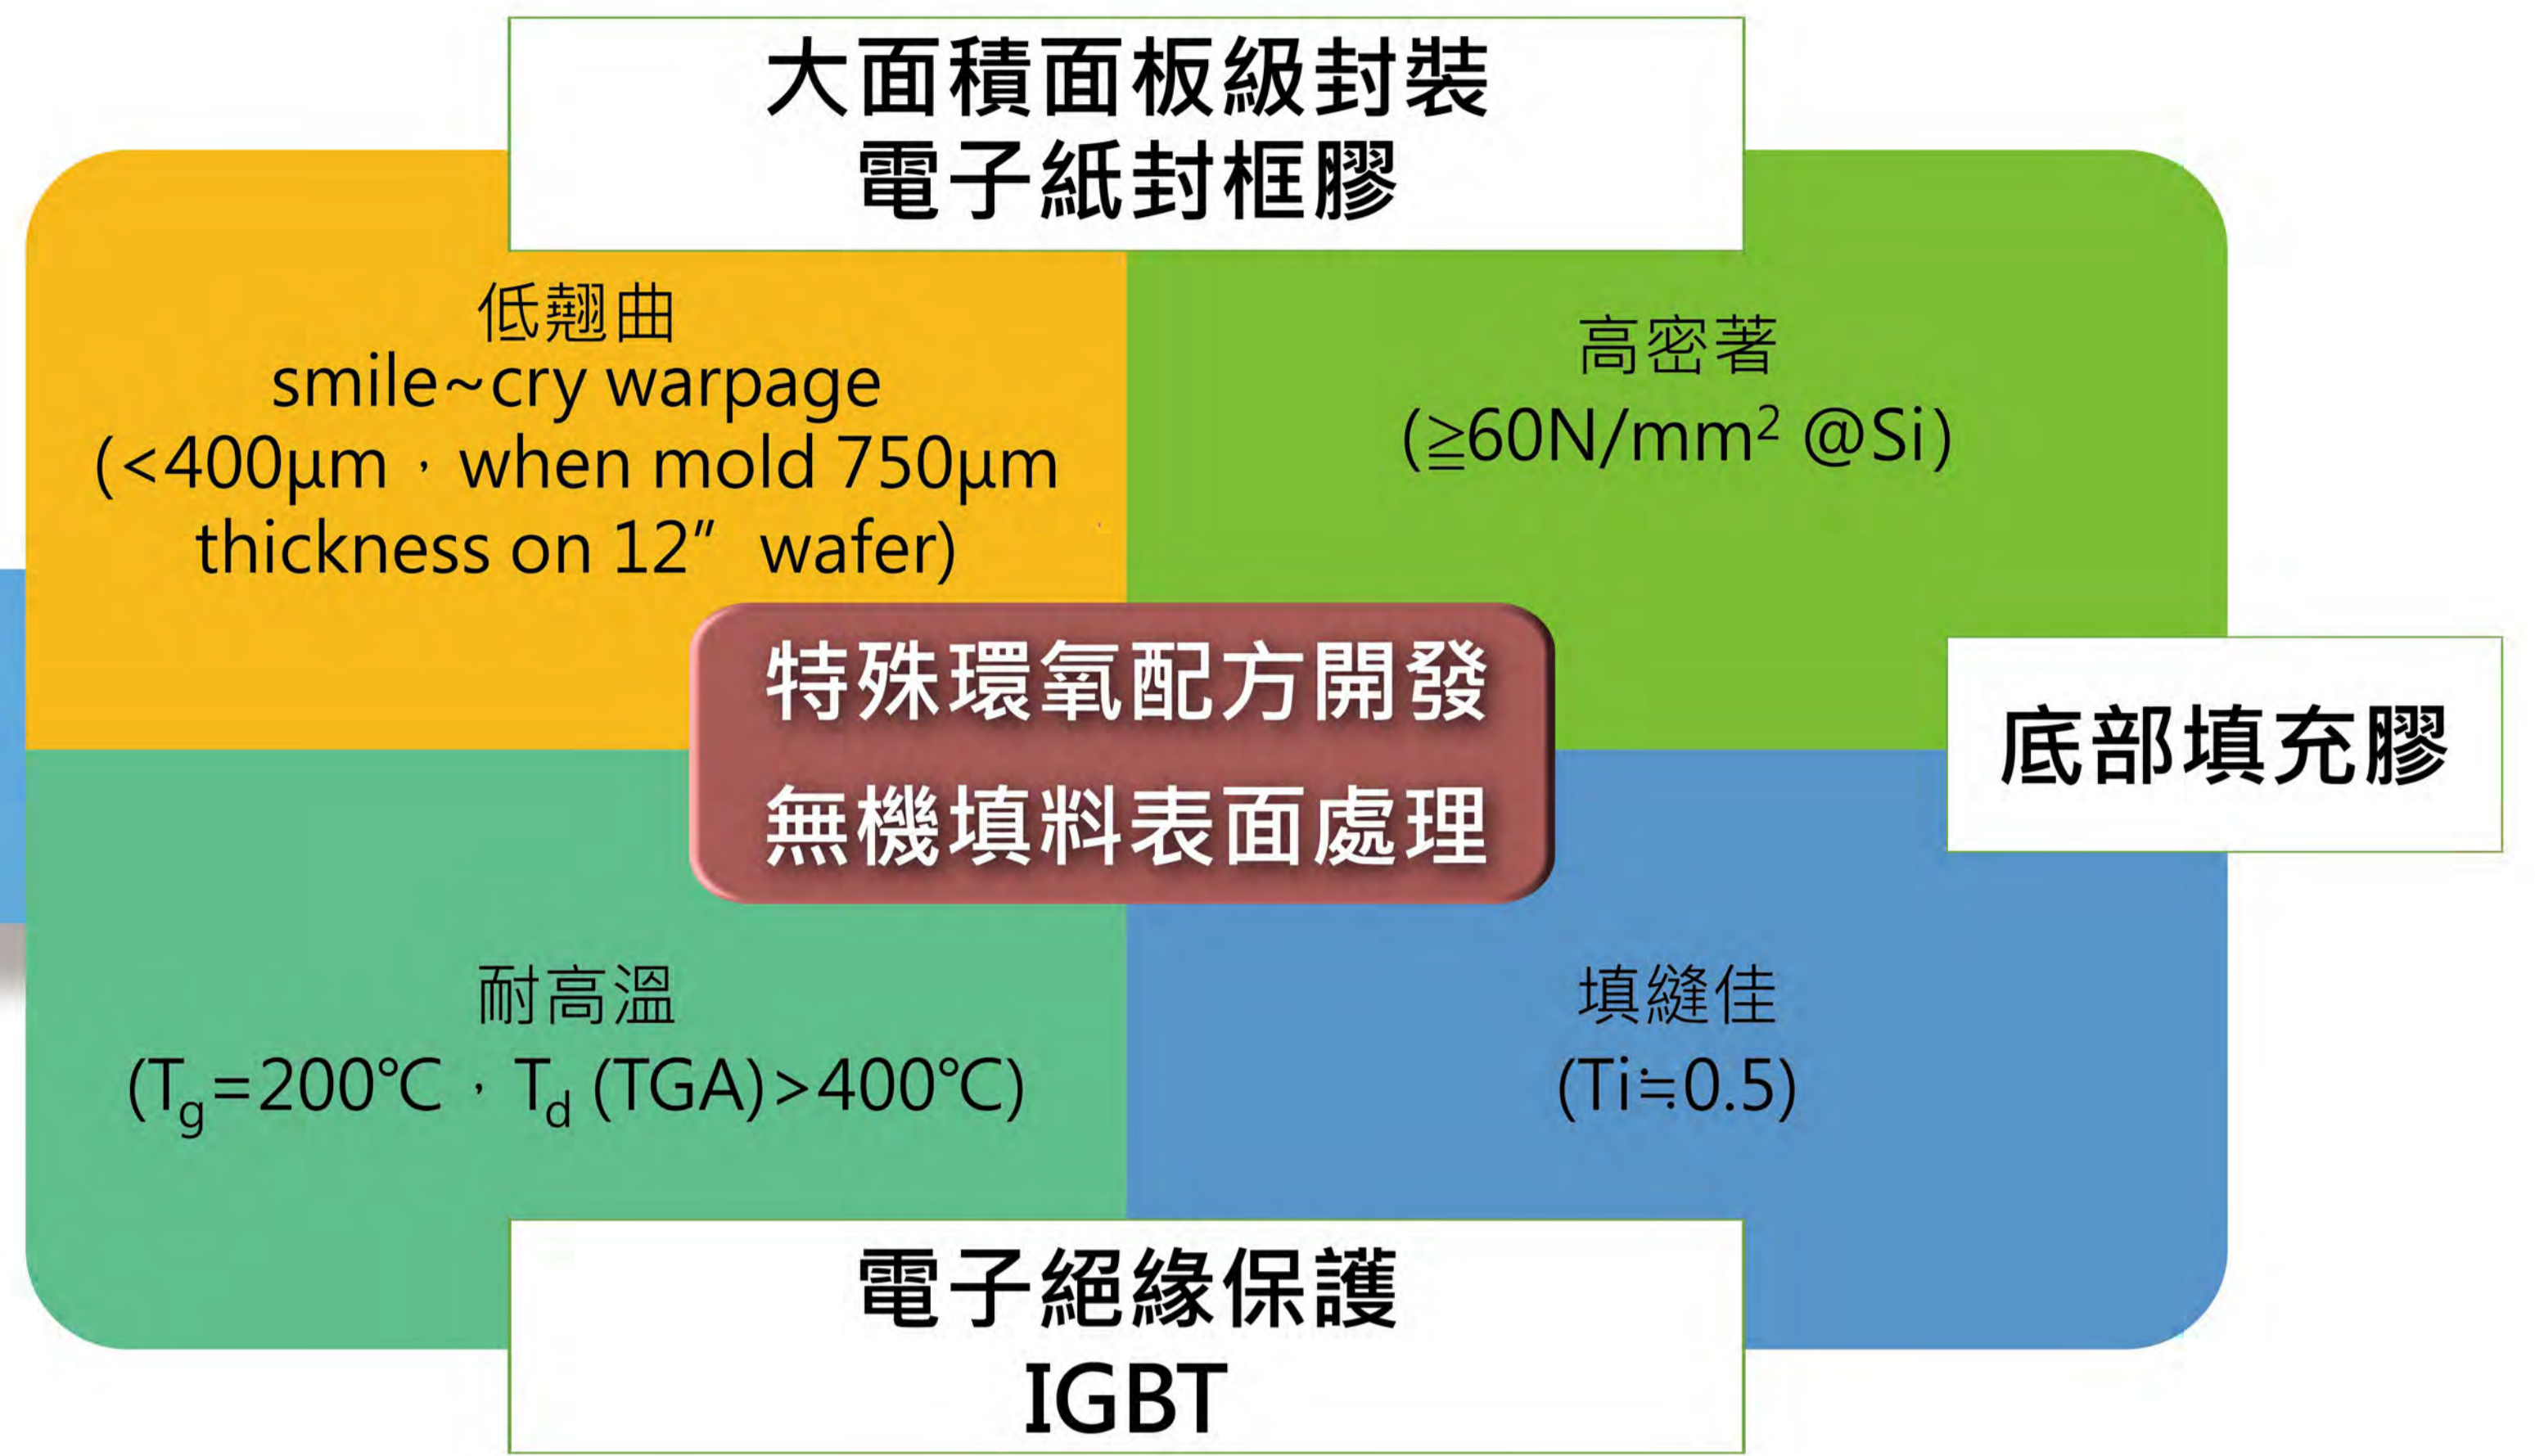 大面積面板級封裝
電子紙封框膠
低翹曲
smile~cry warpage
(<400μm，when mold 750μm
thickness on 12” wafer)
高密著
(≧60N/mm² @Si)
特殊環氧配方開發
無機填料表面處理
底部填充膠
耐高溫
(Tg=200℃，Td (TGA)>400℃)
填縫佳
(Ti≒0.5)
電子絕緣保護
IGBT